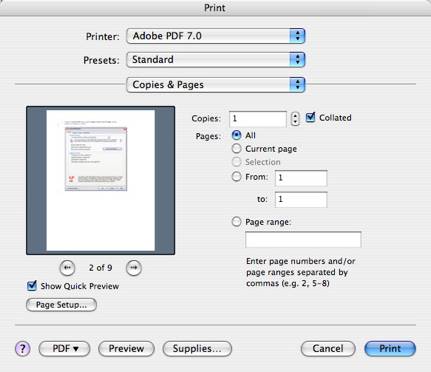 Print
Printer: Adobe PDF 7.0
Presets: Standard
Copies & Pages
Copies: 1 Collated
Pages: All
Current page
Selection
From: 1
to: 1
Page range:
Enter page numbers and/or
page ranges separated by
commas (e.g. 2, 5-8)
2 of 9
Show Quick Preview
Page Setup...
? PDF ▼ Preview Supplies... Cancel Print